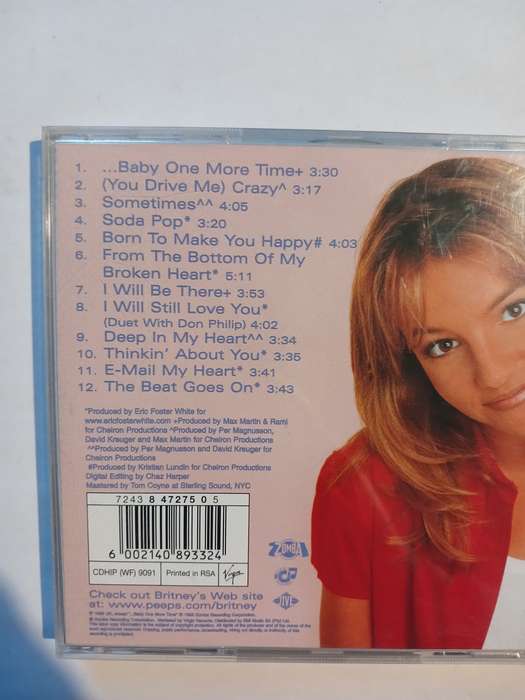 1. ...Baby One More Time+ 3:30
2. (You Drive Me) Crazy^ 3:17
3. Sometimes^^ 4:05
4. Soda Pop* 3:20
5. Born To Make You Happy# 4:03
6. From The Bottom Of My
Broken Heart* 5:11
7. I Will Be There+ 3:53
8. I Will Still Love You*
(Duet With Don Philip) 4:02
9. Deep In My Heart^^ 3:34
10. Thinkin' About You* 3:35
11. E-Mail My Heart* 3:41
12. The Beat Goes On* 3:43
*Produced by Eric Foster White for
www.ericfosterwhite.com +Produced by Max Martin & Rami
for Cheiron Productions ^Produced by Per Magnusson,
David Kreuger and Max Martin for Cheiron Productions
^^Produced by Per Magnusson and David Kreuger for
Cheiron Productions
#Produced by Kristian Lundin for Cheiron Productions
Digital Editing by Chaz Harper
Mastered by Tom Coyne at Sterling Sound, NYC
7243 8 47275 0 5
6 002140 893324
CDHIP (WF) 9091
Printed in RSA
Virgin
ZOMBA
JIVE
Check out Britney's Web site
at: www.peeps.com/britney